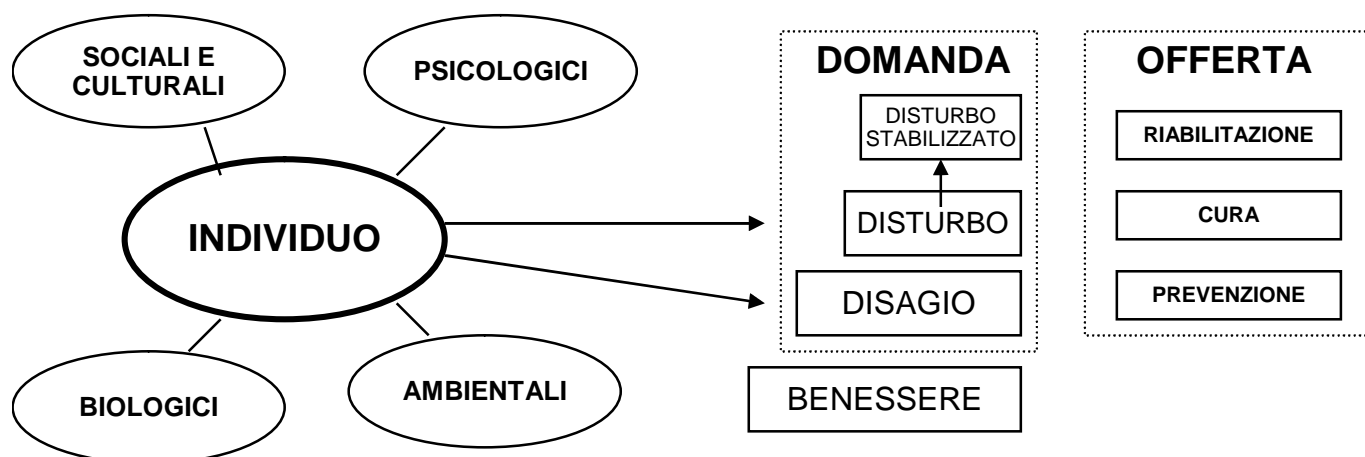 SOCIALI E
CULTURALI
PSICOLOGICI
INDIVIDUO
BIOLOGICI
AMBIENTALI
DOMANDA
DISTURBO
STABILIZZATO
DISTURBO
DISAGIO
BENESSERE
OFFERTA
RIABILITAZIONE
CURA
PREVENZIONE